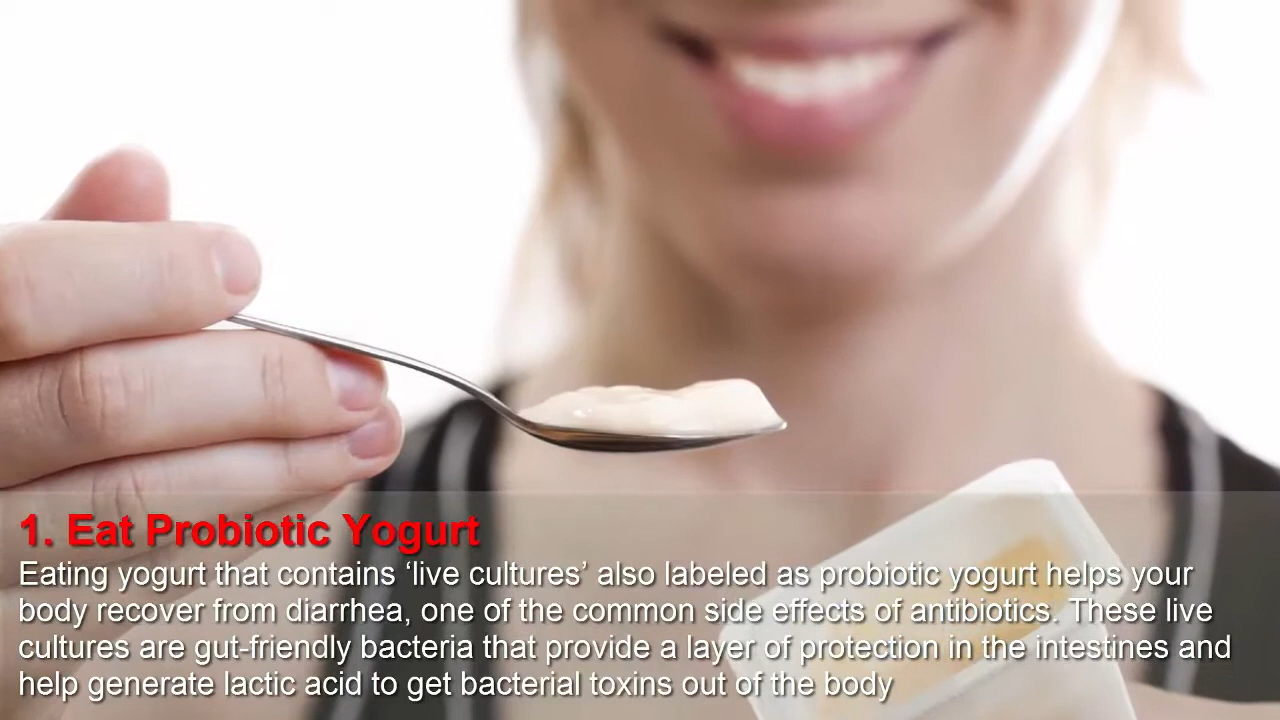 1. Eat Probiotic Yogurt
Eating yogurt that contains ‘live cultures’ also labeled as probiotic yogurt helps your
body recover from diarrhea, one of the common side effects of antibiotics. These live
cultures are gut-friendly bacteria that provide a layer of protection in the intestines and
help generate lactic acid to get bacterial toxins out of the body